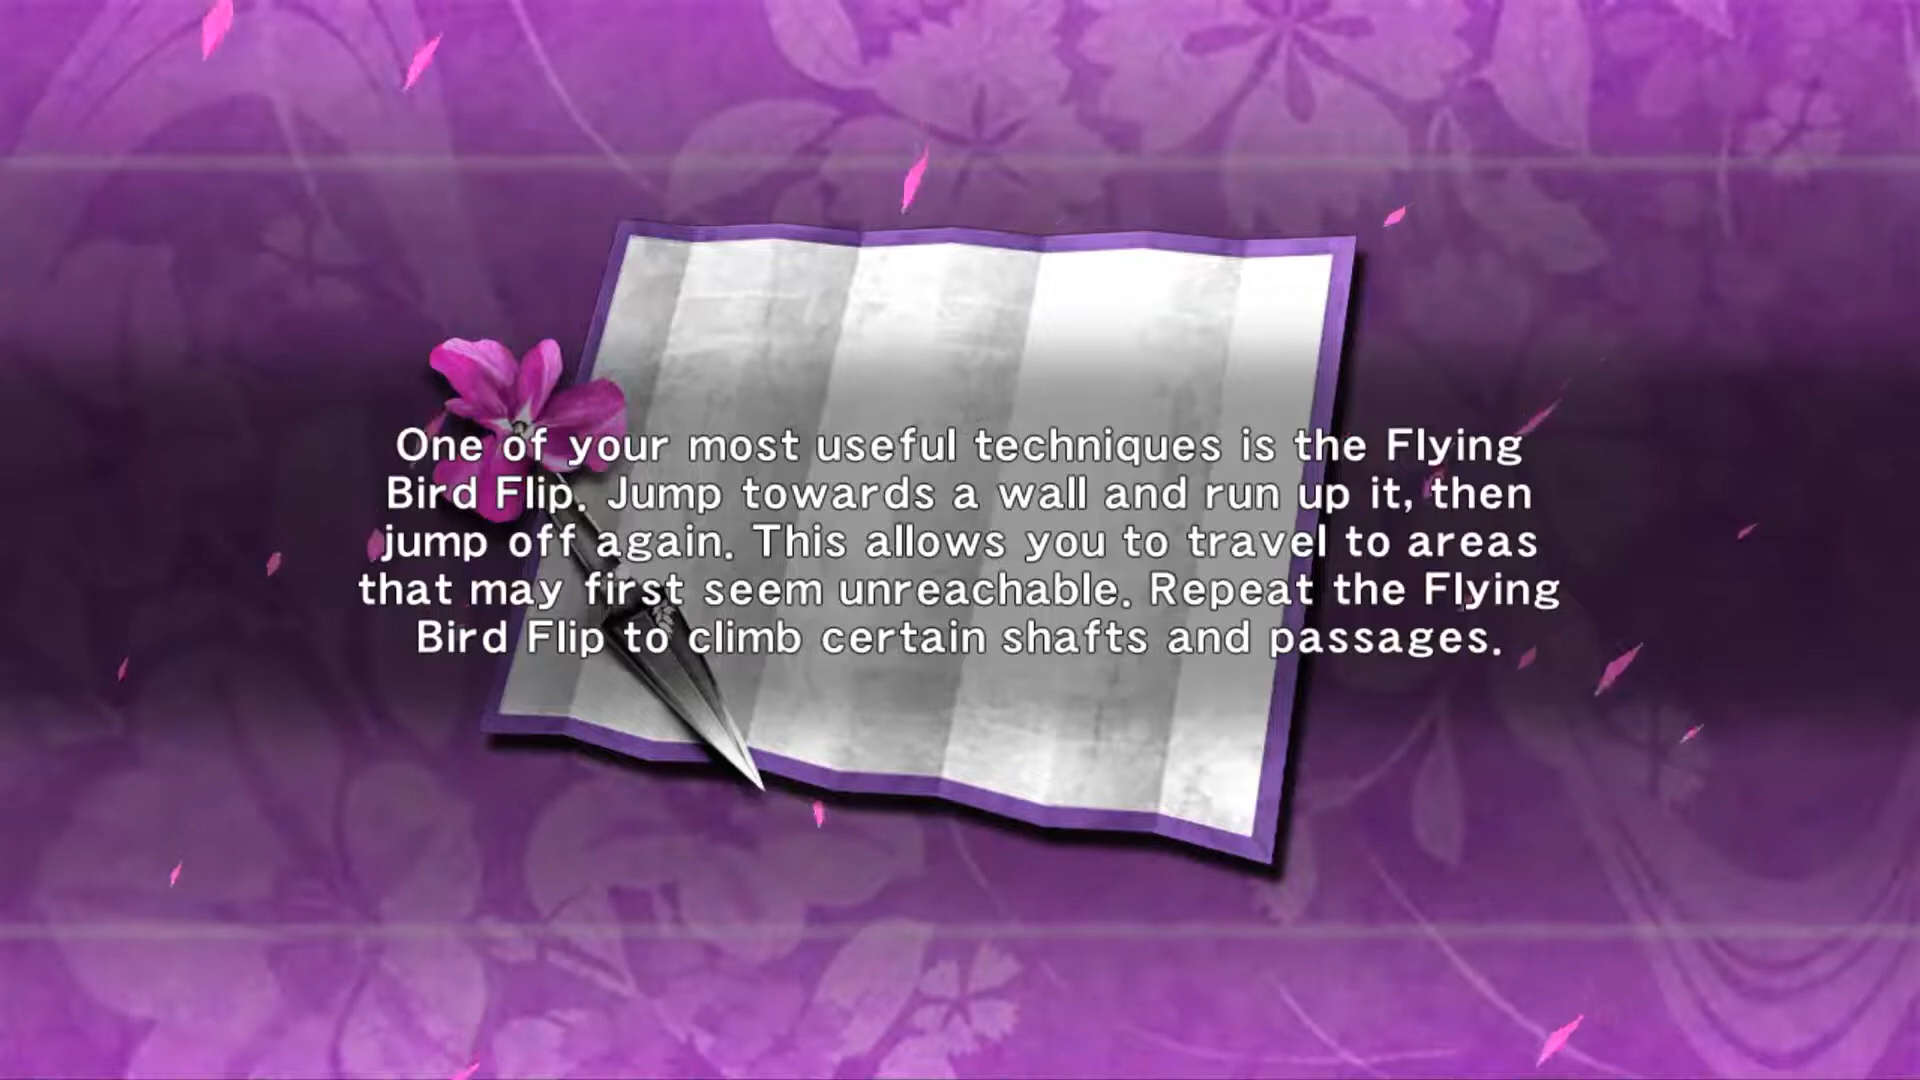 One of your most useful techniques is the Flying
Bird Flip. Jump towards a wall and run up it, then
jump off again. This allows you to travel to areas
that may first seem unreachable. Repeat the Flying
Bird Flip to climb certain shafts and passages.